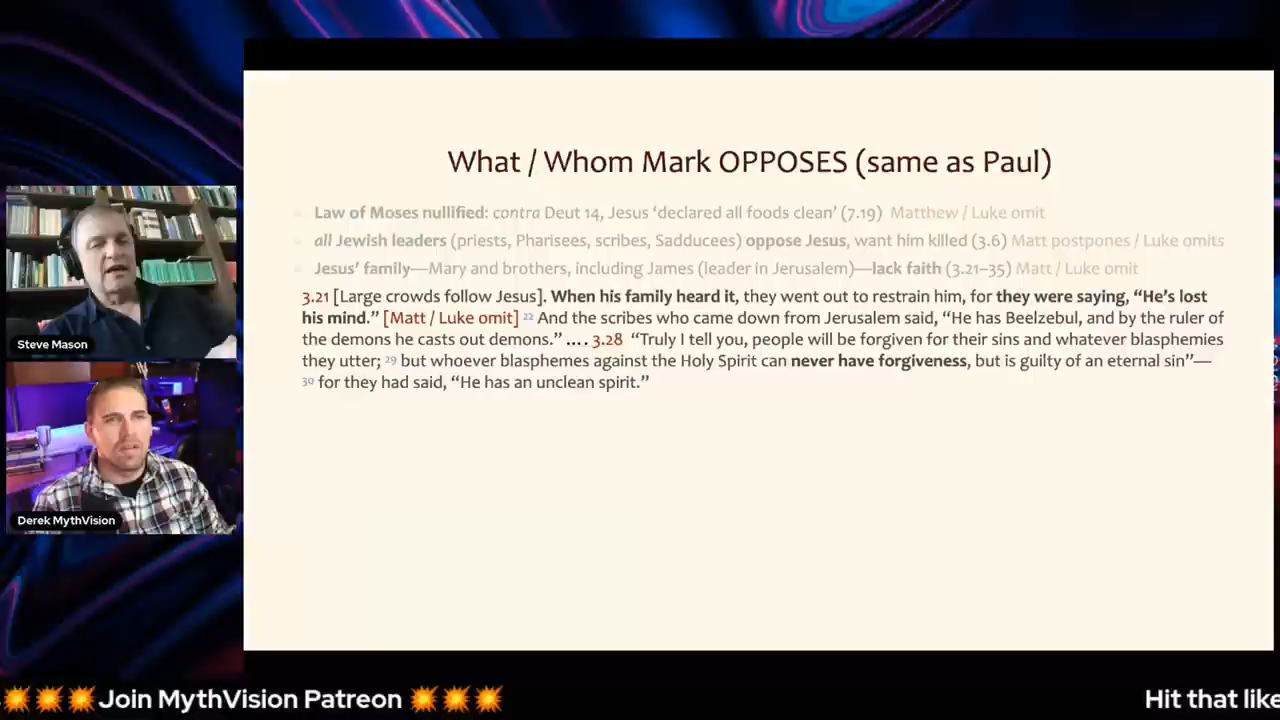 What / Whom Mark OPPOSES (same as Paul)
Law of Moses nullified: contra Deut 14, Jesus ‘declared all foods clean’ (7.19) Matthew / Luke omit
all Jewish leaders (priests, Pharisees, scribes, Sadducees) oppose Jesus, want him killed (3.6) Matt postpones / Luke omits
Jesus’ family—Mary and brothers, including James (leader in Jerusalem)—lack faith (3.21–35) Matt / Luke omit
3.21 [Large crowds follow Jesus]. When his family heard it, they went out to restrain him, for they were saying, “He’s lost
his mind.” [Matt / Luke omit] 22 And the scribes who came down from Jerusalem said, “He has Beelzebul, and by the ruler of
the demons he casts out demons.” .... 3.28 “Truly I tell you, people will be forgiven for their sins and whatever blasphemies
they utter; 29 but whoever blasphemes against the Holy Spirit can never have forgiveness, but is guilty of an eternal sin”—
30 for they had said, “He has an unclean spirit.”
Steve Mason
Derek MythVision
💥💥💥Join MythVision Patreon 💥💥💥
Hit that like